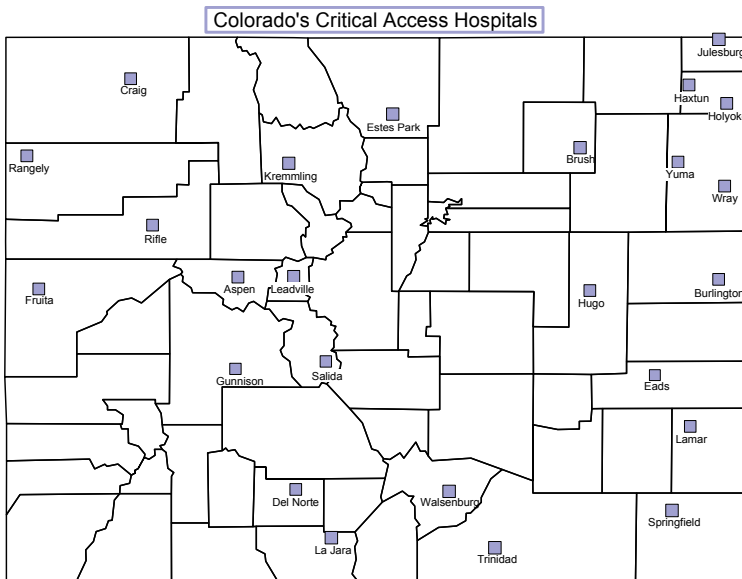 Colorado's Critical Access Hospitals
Julesburg
Craig
Haxtun
Holyok
Estes Park
Brush
Rangely
Kremmling
Yuma
Wray
Rifle
Fruita
Aspen
Leadville
Hugo
Burlington
Gunnison
Salida
Eads
Lamar
Del Norte
Walsenburg
Springfield
La Jara
Trinidad